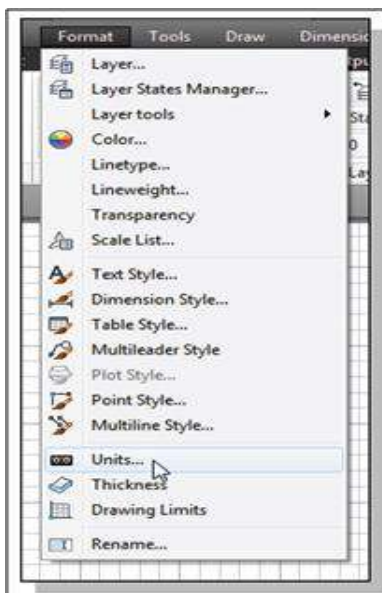 Format Tools Draw Dimensio
Layer...
Layer States Manager...
Layer tools
Color...
Linetype...
Lineweight...
Transparency
Scale List...
Text Style...
Dimension Style...
Table Style...
Multileader Style
Plot Style...
Point Style...
Multiline Style...
Units...
Thickness
Drawing Limits
Rename...